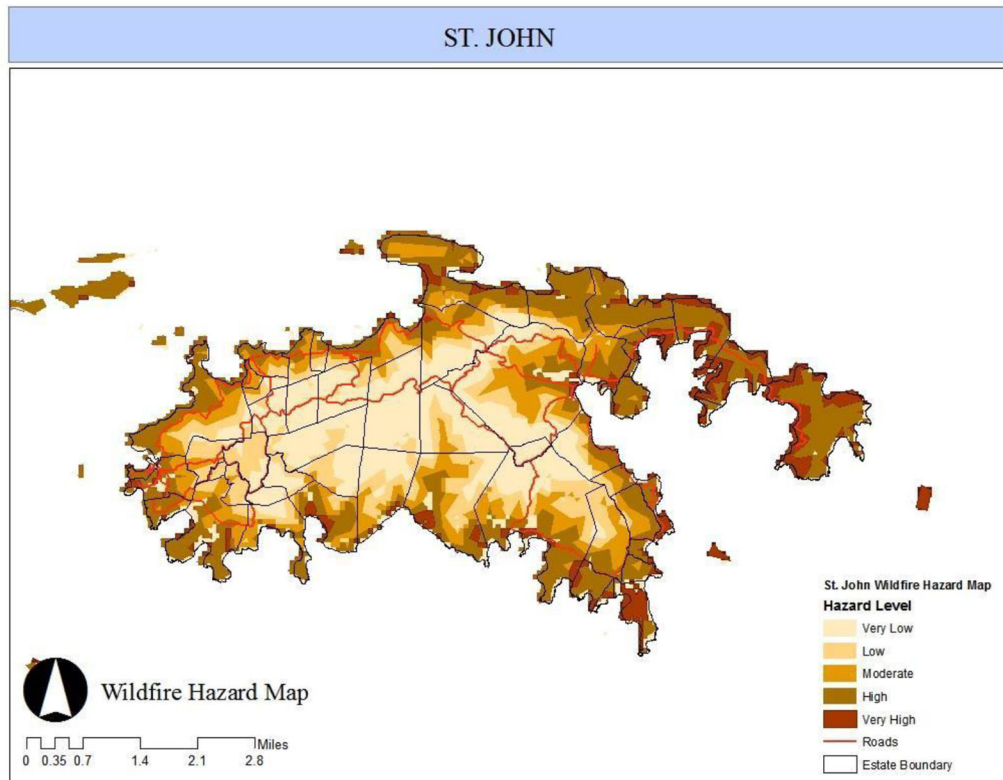 ST. JOHN
St. John Wildfire Hazard Map
Hazard Level
Very Low
Low
Moderate
High
Very High
Roads
Estate Boundary
Wildfire Hazard Map
Miles
0 0.35 0.7 1.4 2.1 2.8